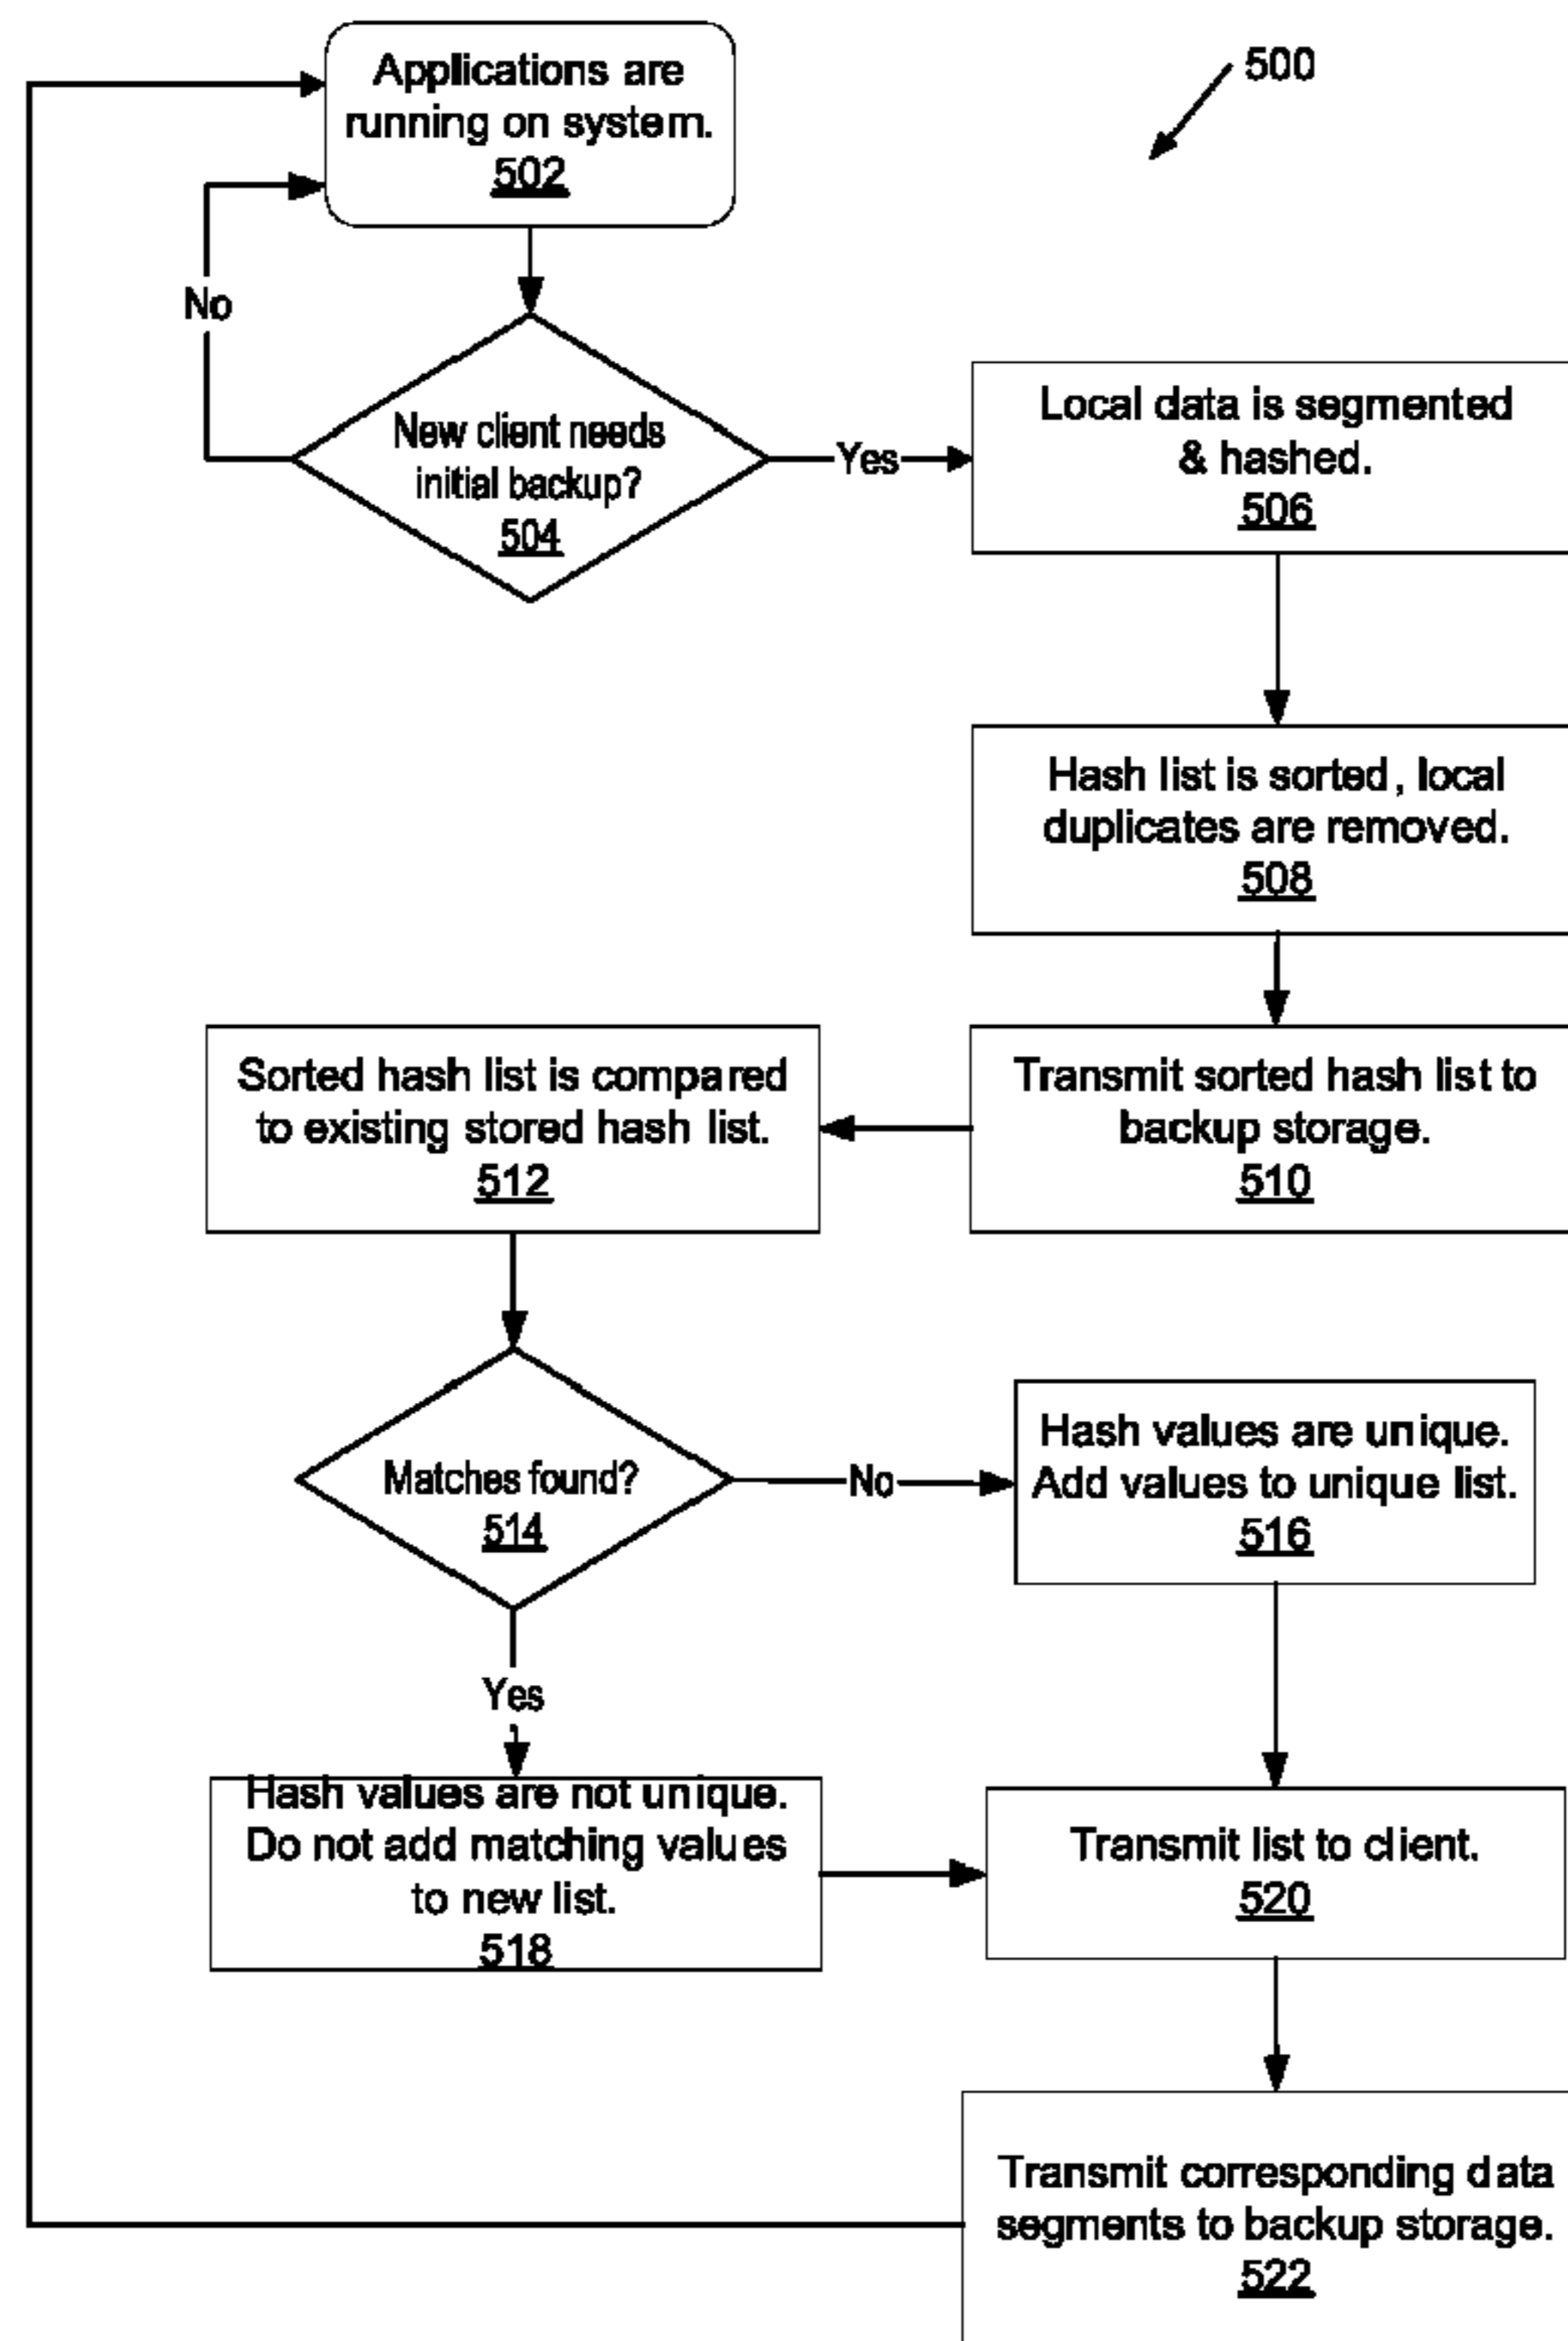 500
Applications are
running on system.
502
No
New client needs
initial backup?
504
Yes
Local data is segmented
& hashed.
506
Hash list is sorted, local
duplicates are removed.
508
Transmit sorted hash list to
backup storage.
510
Sorted hash list is compared
to existing stored hash list.
512
Matches found?
514
No
Hash values are unique.
Add values to unique list.
516
Yes
Hash values are not unique.
Do not add matching values
to new list.
518
Transmit list to client.
520
Transmit corresponding data
segments to backup storage.
522